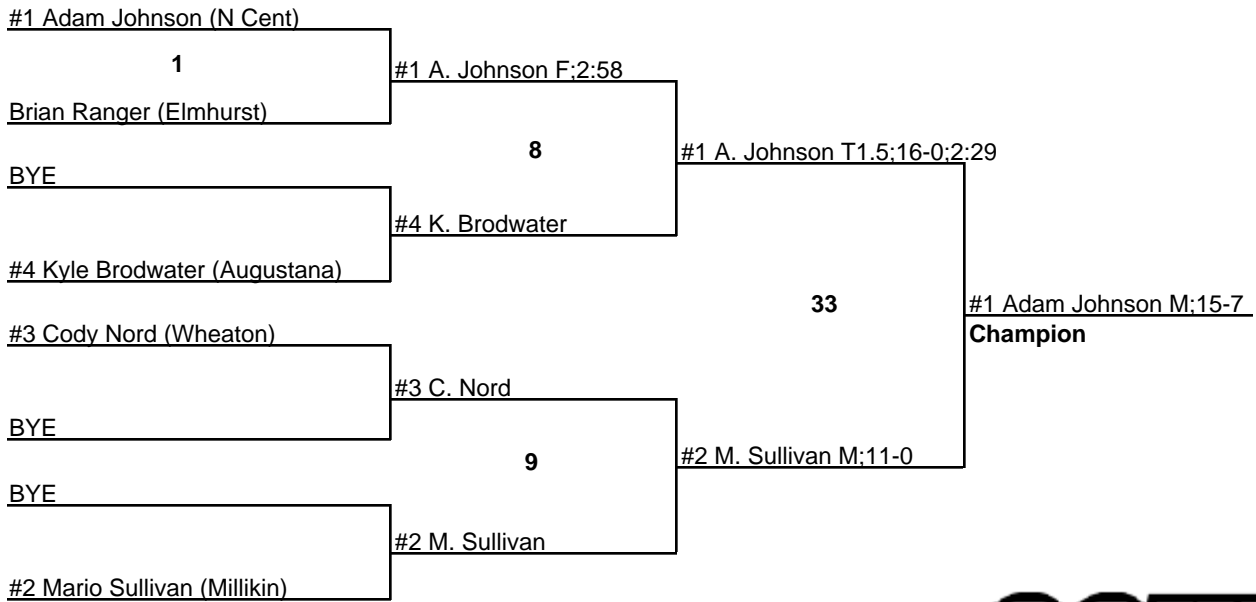 #1 Adam Johnson (N Cent)
1
#1 A. Johnson F;2:58
Brian Ranger (Elmhurst)
8
#1 A. Johnson T1.5;16-0;2:29
BYE
#4 K. Brodwater
#4 Kyle Brodwater (Augustana)
33
#1 Adam Johnson M;15-7
Champion
#3 Cody Nord (Wheaton)
#3 C. Nord
BYE
9
#2 M. Sullivan M;11-0
BYE
#2 M. Sullivan
#2 Mario Sullivan (Millikin)